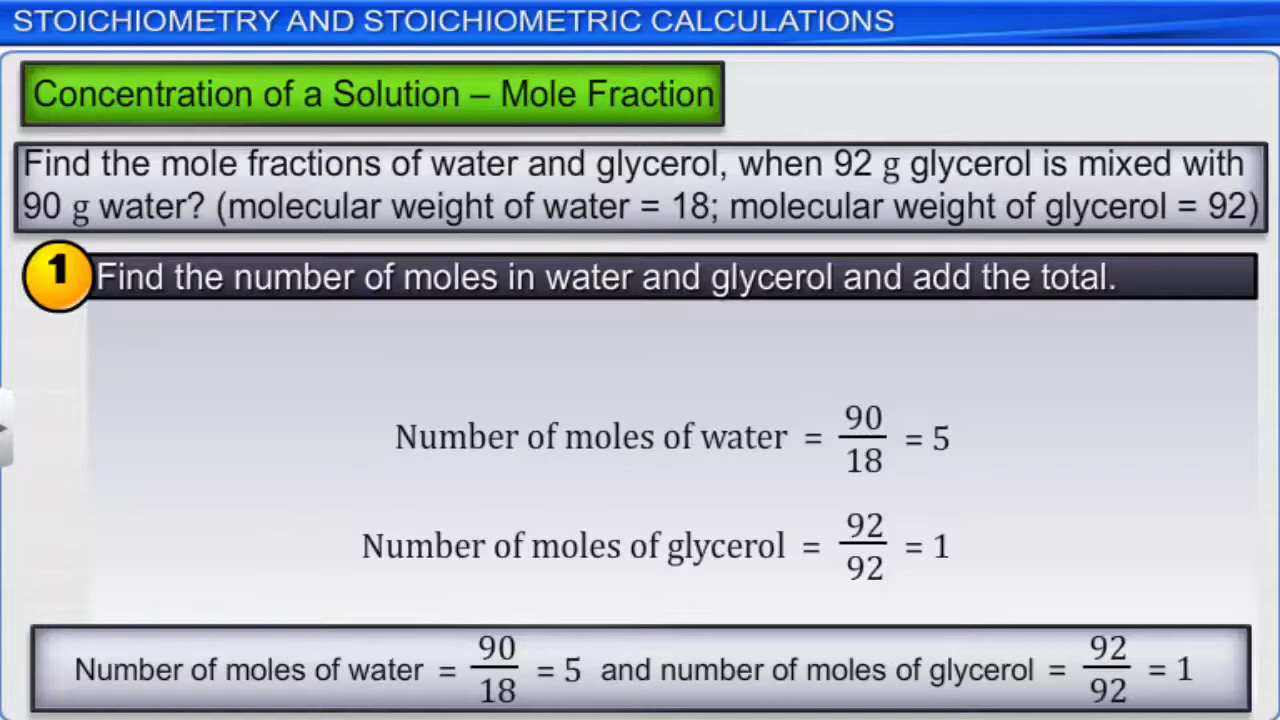 STOICHIOMETRY AND STOICHIOMETRIC CALCULATIONS
Concentration of a Solution – Mole Fraction
Find the mole fractions of water and glycerol, when 92 g glycerol is mixed with
90 g water? (molecular weight of water = 18; molecular weight of glycerol = 92)
1 Find the number of moles in water and glycerol and add the total.
Number of moles of water = 90/18 = 5
Number of moles of glycerol = 92/92 = 1
Number of moles of water = 90/18 = 5 and number of moles of glycerol = 92/92 = 1